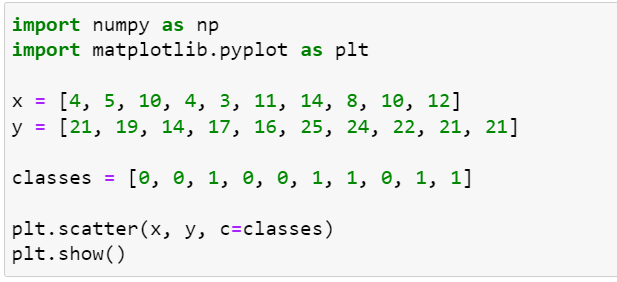 import numpy as np
import matplotlib.pyplot as plt
x = [4, 5, 10, 4, 3, 11, 14, 8, 10, 12]
y = [21, 19, 14, 17, 16, 25, 24, 22, 21, 21]
classes = [0, 0, 1, 0, 0, 1, 1, 0, 1, 1]
plt.scatter(x, y, c=classes)
plt.show()